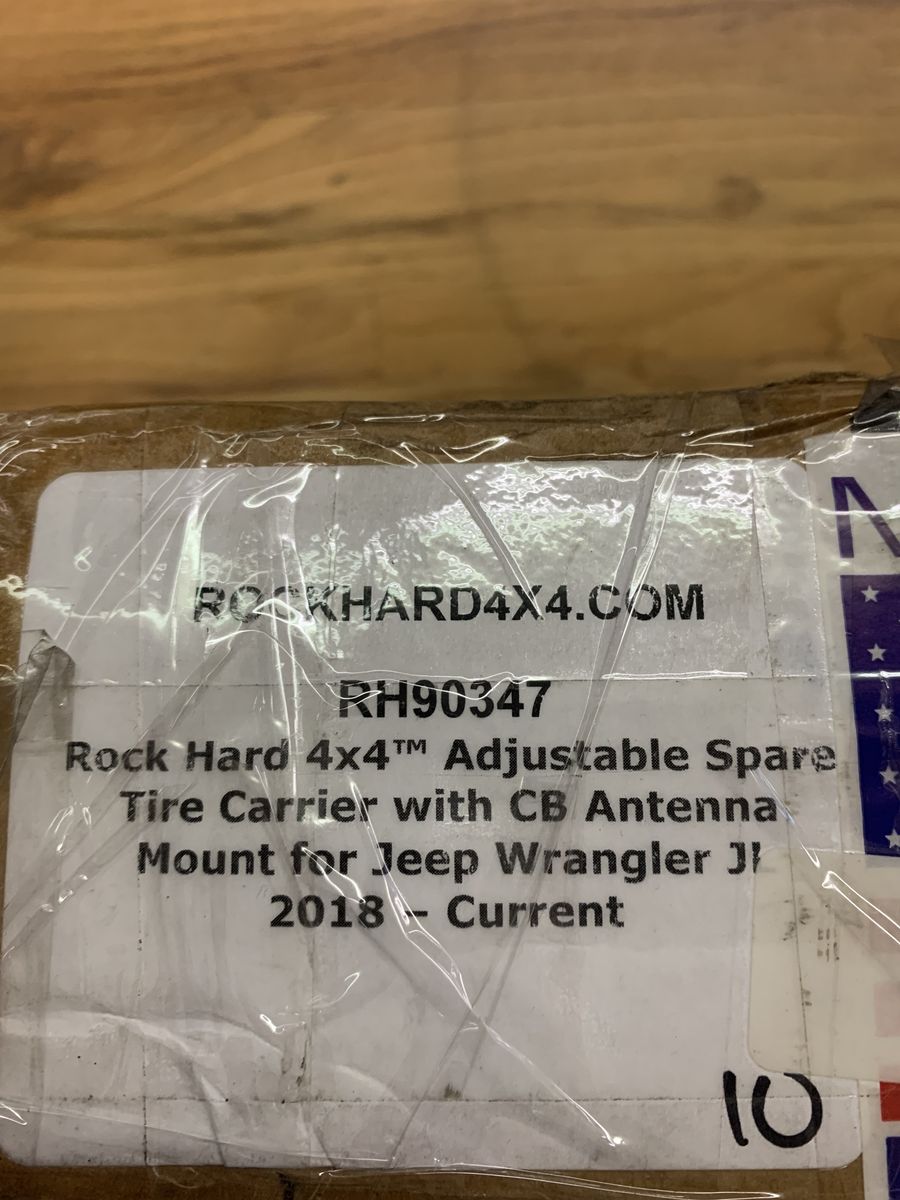 ROCKHARD4X4.COM
RH90347
Rock Hard 4x4™ Adjustable Spare
Tire Carrier with CB Antenna
Mount for Jeep Wrangler JL
2018 – Current
10